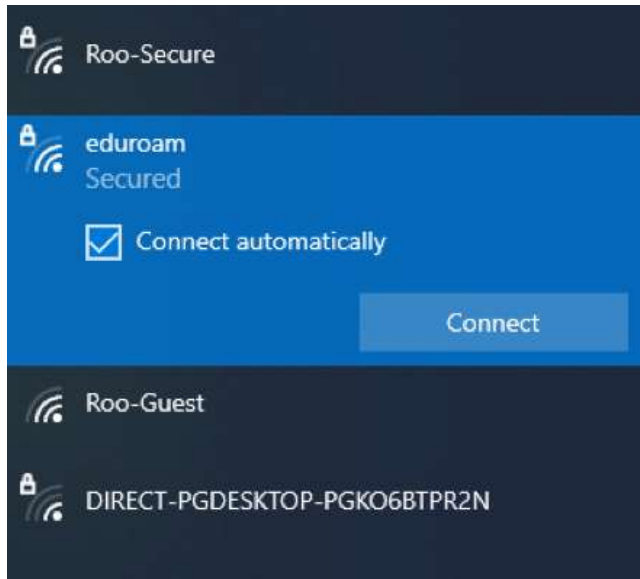 Roo-Secure
eduroam
Secured
Connect automatically
Connect
Roo-Guest
DIRECT-PGDESKTOP-PGKO6BTPR2N